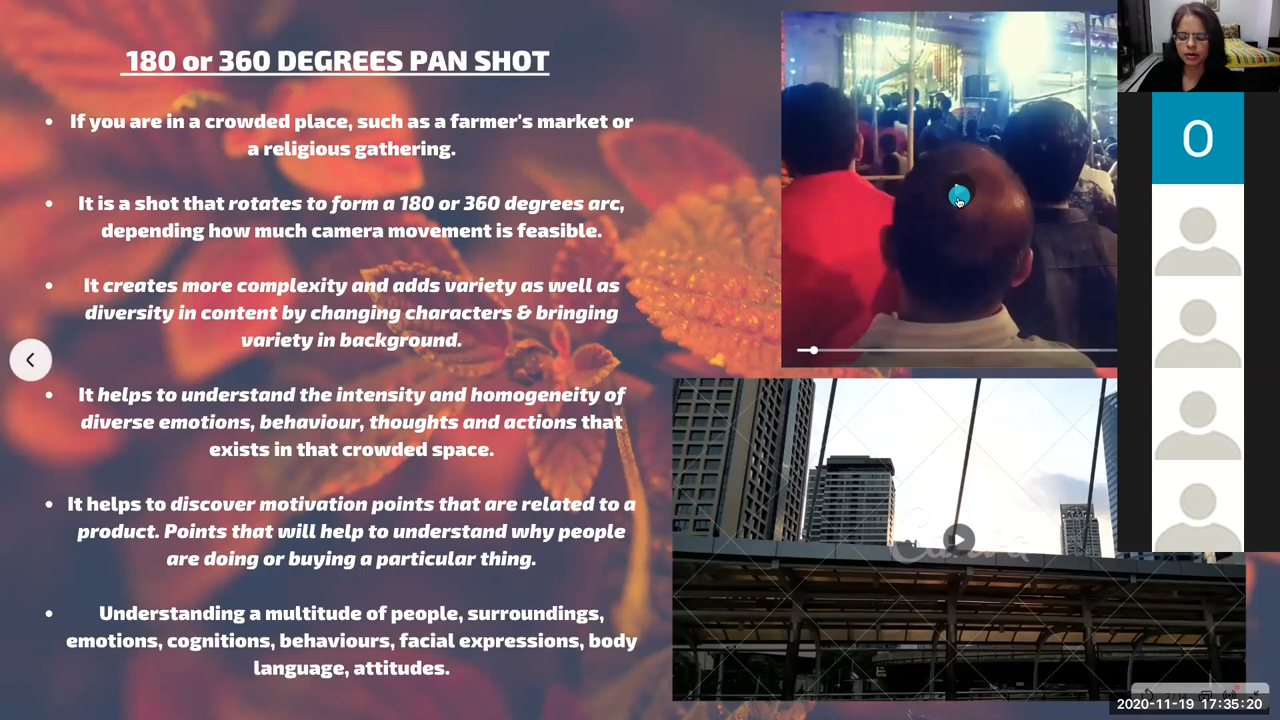 180 or 360 DEGREES PAN SHOT
• If you are in a crowded place, such as a farmer's market or
a religious gathering.
• It is a shot that rotates to form a 180 or 360 degrees arc,
depending how much camera movement is feasible.
• It creates more complexity and adds variety as well as
diversity in content by changing characters & bringing
variety in background.
• It helps to understand the intensity and homogeneity of
diverse emotions, behaviour, thoughts and actions that
exists in that crowded space.
• It helps to discover motivation points that are related to a
product. Points that will help to understand why people
are doing or buying a particular thing.
• Understanding a multitude of people, surroundings,
emotions, cognitions, behaviours, facial expressions, body
language, attitudes.
O
Canva
2020-11-19 17:35:20